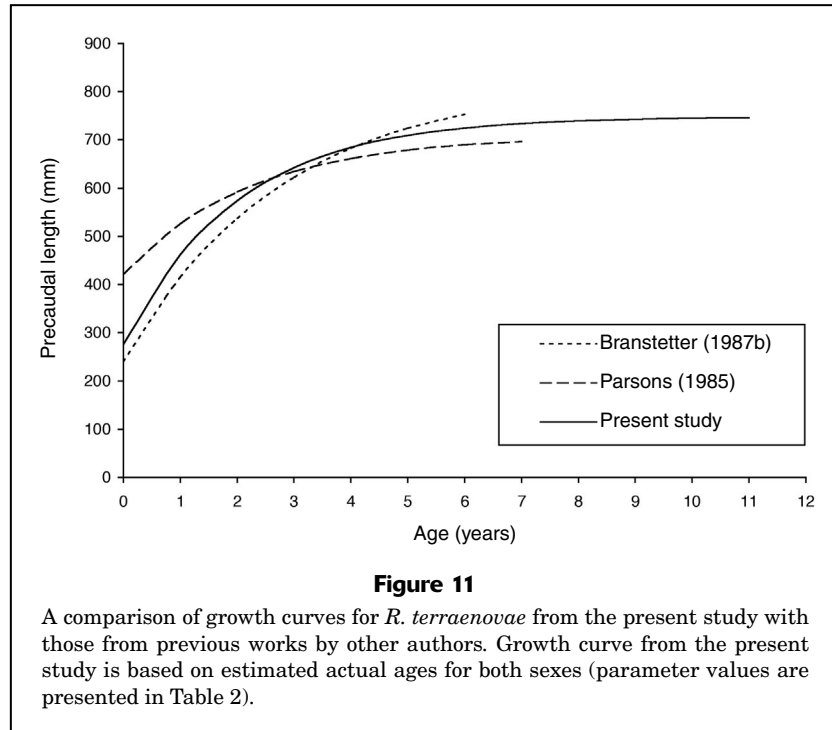 900
800
700
600
500
400
300
200
100
0
Precaudal length (mm)
Branstetter (1987b)
Parsons (1985)
Present study
0 1 2 3 4 5 6 7 8 9 10 11 12
Age (years)
Figure 11
A comparison of growth curves for R. terraenovae from the present study with
those from previous works by other authors. Growth curve from the present
study is based on estimated actual ages for both sexes (parameter values are
presented in Table 2).